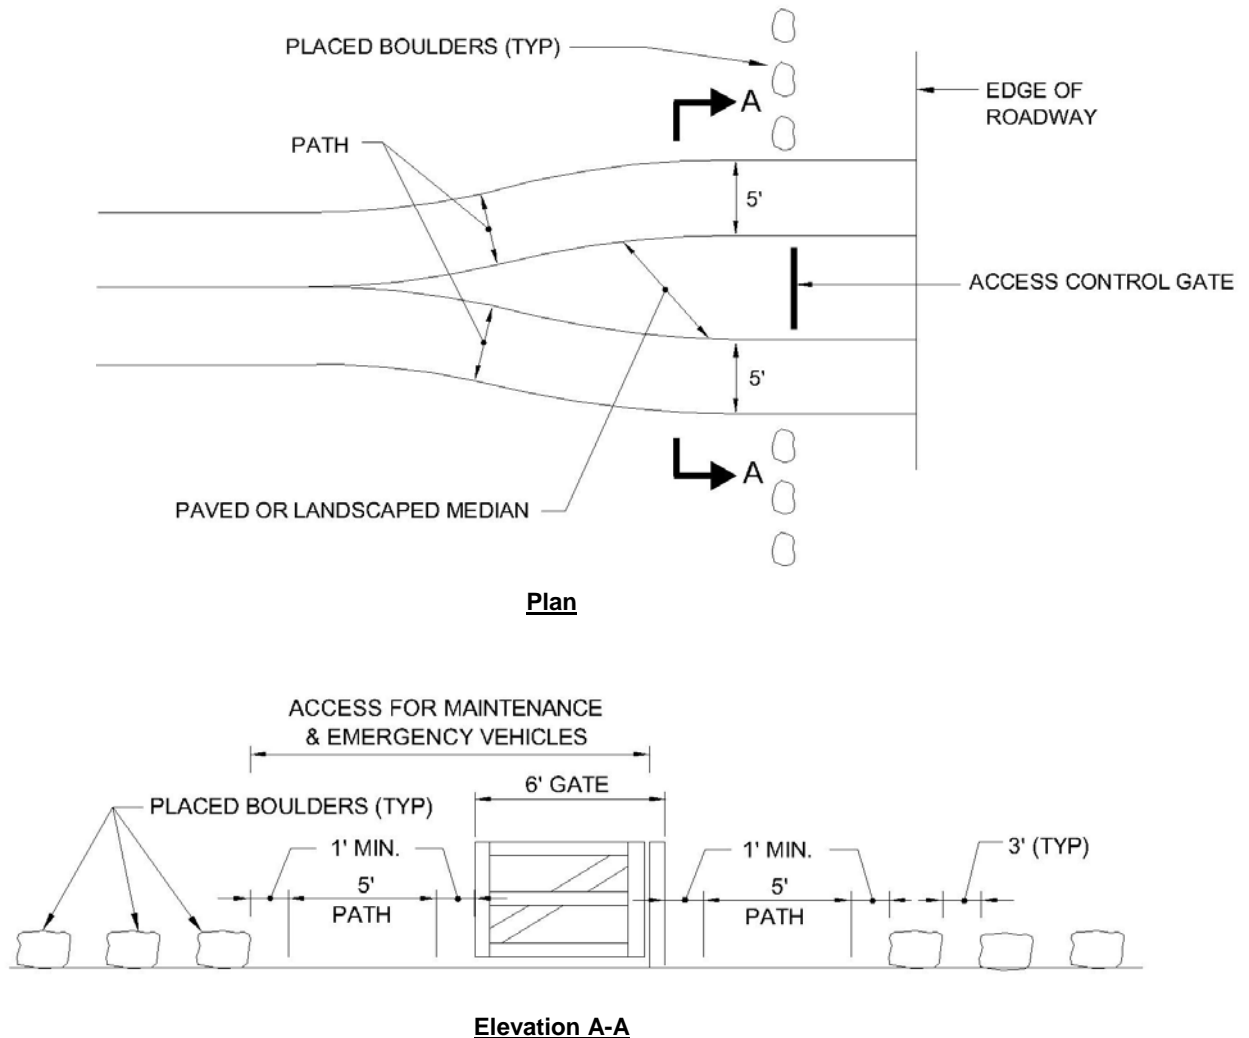 PLACED BOULDERS (TYP)
A
EDGE OF
ROADWAY
PATH
5'
ACCESS CONTROL GATE
5'
A
PAVED OR LANDSCAPED MEDIAN
Plan
ACCESS FOR MAINTENANCE
& EMERGENCY VEHICLES
6' GATE
PLACED BOULDERS (TYP)
1' MIN.
1' MIN.
3' (TYP)
5'
PATH
5'
PATH
Elevation A-A